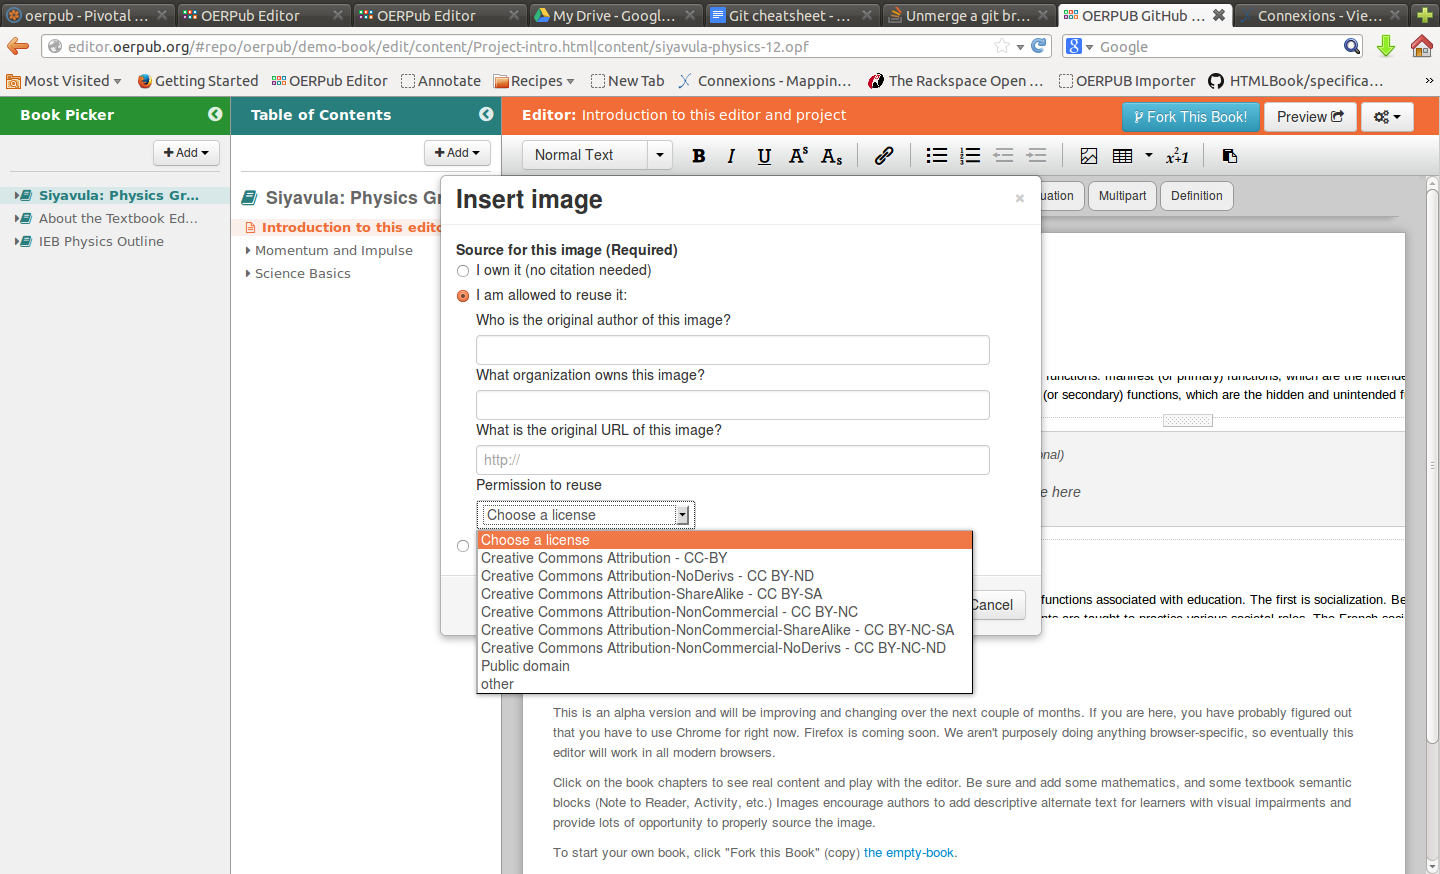 oerpub - Pivotal ...
OERPub Editor
OERPub Editor
My Drive - Googl...
Git cheatsheet - ...
Unmerge a git br...
OERPUB GitHub ...
Connexions - Vie...
editor.oerpub.org/#repo/oerpub/demo-book/edit/content/Project-intro.html|content/siyavula-physics-12.opf
Google
Most Visited
Getting Started
OERPub Editor
Annotate
Recipes
New Tab
Connexions - Mappin...
The Rackspace Open ...
OERPUB Importer
HTMLBook/specifica...
Book Picker
Table of Contents
Editor: Introduction to this editor and project
Fork This Book!
Preview
Add
Add
Normal Text
B I U A S A s
Siyavula: Physics Gr...
About the Textbook Ed...
IEB Physics Outline
Siyavula: Physics Gr
Introduction to this edito
Momentum and Impulse
Science Basics
uation
Multipart
Definition
Insert image
×
Source for this image (Required)
I own it (no citation needed)
I am allowed to reuse it:
Who is the original author of this image?
What organization owns this image?
What is the original URL of this image?
http://
Permission to reuse
Choose a license
Choose a license
Creative Commons Attribution - CC-BY
Creative Commons Attribution-NoDerivs - CC BY-ND
Creative Commons Attribution-ShareAlike - CC BY-SA
Creative Commons Attribution-NonCommercial - CC BY-NC
Creative Commons Attribution-NonCommercial-ShareAlike - CC BY-NC-SA
Creative Commons Attribution-NonCommercial-NoDerivs - CC BY-NC-ND
Public domain
other
Cancel
functions: manifest (or primary) functions, which are the intende
(or secondary) functions, which are the hidden and unintended f
onal)
e here
functions associated with education. The first is socialization. Be
nts are taught to practice various societal roles. The French soci
This is an alpha version and will be improving and changing over the next couple of months. If you are here, you have probably figured out
that you have to use Chrome for right now. Firefox is coming soon. We aren't purposely doing anything browser-specific, so eventually this
editor will work in all modern browsers.
Click on the book chapters to see real content and play with the editor. Be sure and add some mathematics, and some textbook semantic
blocks (Note to Reader, Activity, etc.) Images encourage authors to add descriptive alternate text for learners with visual impairments and
provide lots of opportunity to properly source the image.
To start your own book, click "Fork this Book" (copy) the empty-book.